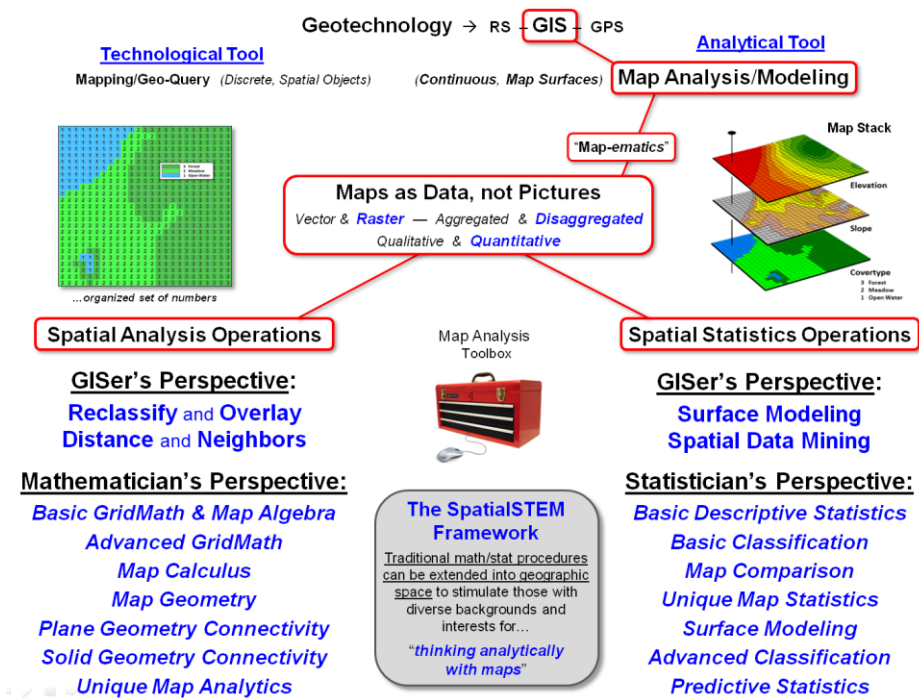 Geotechnology → RS – GIS – GPS
Technological Tool
Analytical Tool
Mapping/Geo-Query (Discrete, Spatial Objects)
(Continuous, Map Surfaces)
Map Analysis/Modeling
"Map-ematics"
Map Stack
3 Forest
2 Meadow
1 Open Water
Maps as Data, not Pictures
Vector & Raster — Aggregated & Disaggregated
Qualitative & Quantitative
Elevation
Slope
Covertype
3 Forest
2 Meadow
1 Open Water
…organized set of numbers
Spatial Analysis Operations
Map Analysis
Toolbox
Spatial Statistics Operations
GISer's Perspective:
Reclassify and Overlay
Distance and Neighbors
GISer's Perspective:
Surface Modeling
Spatial Data Mining
Mathematician's Perspective:
Basic GridMath & Map Algebra
Advanced GridMath
Map Calculus
Map Geometry
Plane Geometry Connectivity
Solid Geometry Connectivity
Unique Map Analytics
The SpatialSTEM
Framework
Traditional math/stat procedures
can be extended into geographic
space to stimulate those with
diverse backgrounds and
interests for…
"thinking analytically
with maps"
Statistician's Perspective:
Basic Descriptive Statistics
Basic Classification
Map Comparison
Unique Map Statistics
Surface Modeling
Advanced Classification
Predictive Statistics